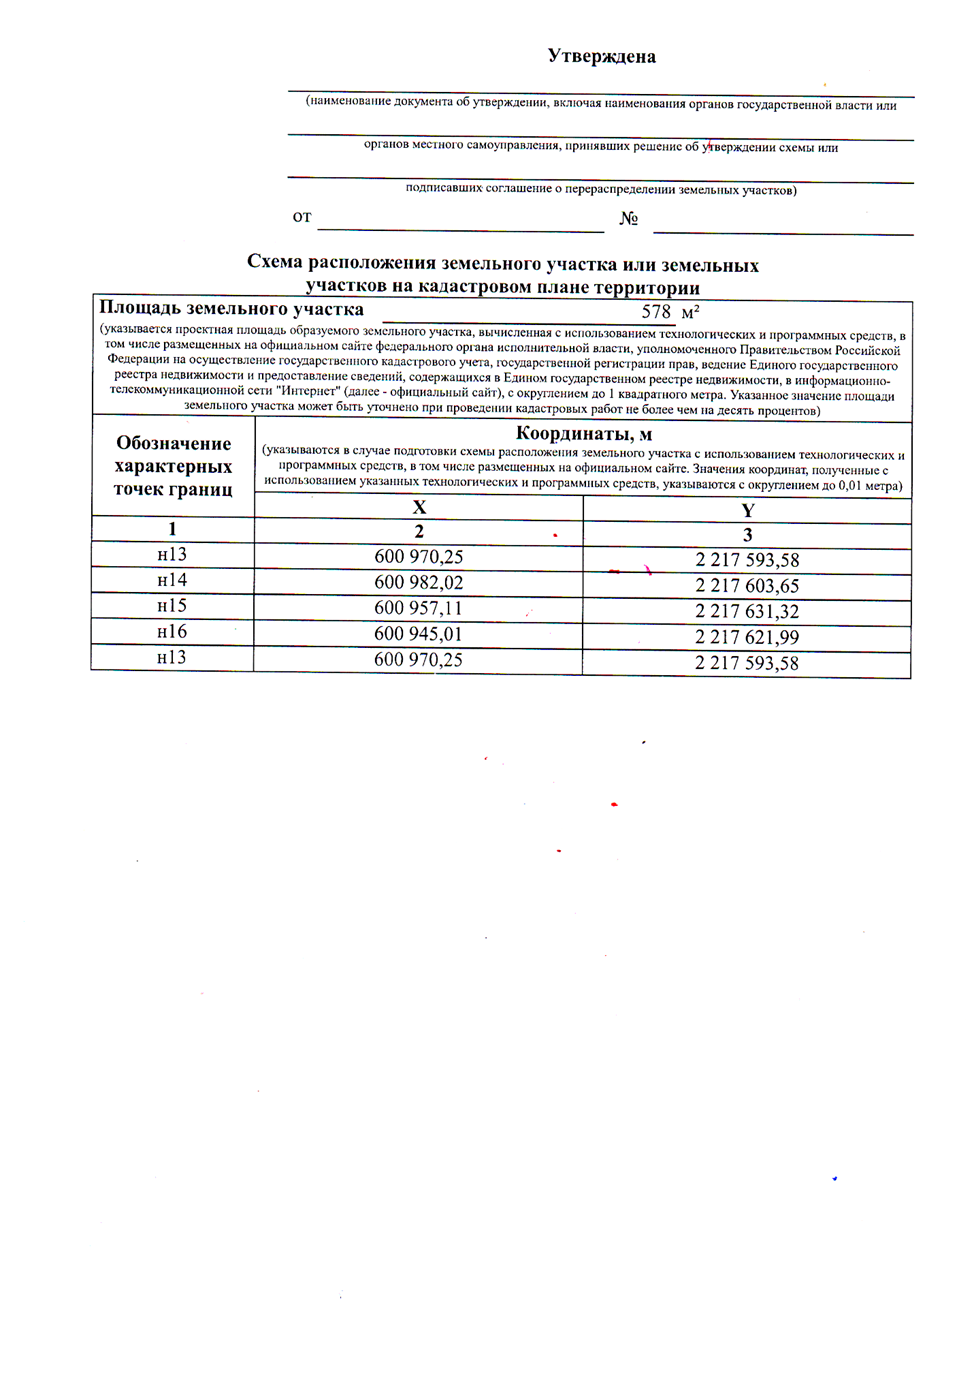 Утверждена
(наименование документа об утверждении, включая наименования органов государственной власти или
органов местного самоуправления, принявших решение об утверждении схемы или
подписавших соглашение о перераспределении земельных участков)
от №
Схема расположения земельного участка или земельных
участков на кадастровом плане территории
Площадь земельного участка 578 м²
(указывается проектная площадь образуемого земельного участка, вычисленная с использованием технологических и программных средств, в
том числе размещенных на официальном сайте федерального органа исполнительной власти, уполномоченного Правительством Российской
Федерации на осуществление государственного кадастрового учета, государственной регистрации прав, ведение Единого государственного
реестра недвижимости и предоставление сведений, содержащихся в Едином государственном реестре недвижимости, в информационно-
телекоммуникационной сети "Интернет" (далее - официальный сайт), с округлением до 1 квадратного метра. Указанное значение площади
земельного участка может быть уточнено при проведении кадастровых работ не более чем на десять процентов)
Обозначение
характерных
точек границ
Координаты, м
(указываются в случае подготовки схемы расположения земельного участка с использованием технологических и
программных средств, в том числе размещенных на официальном сайте. Значения координат, полученные с
использованием указанных технологических и программных средств, указываются с округлением до 0,01 метра)
X Y
1 2 3
н13 600 970,25 2 217 593,58
н14 600 982,02 2 217 603,65
н15 600 957,11 2 217 631,32
н16 600 945,01 2 217 621,99
н13 600 970,25 2 217 593,58